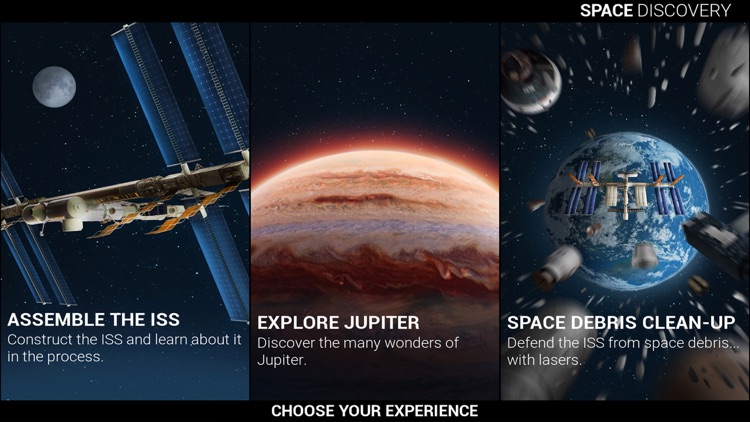 SPACE DISCOVERY
ASSEMBLE THE ISS
Construct the ISS and learn about it
in the process.
EXPLORE JUPITER
Discover the many wonders of
Jupiter.
SPACE DEBRIS CLEAN-UP
Defend the ISS from space debris...
with lasers.
CHOOSE YOUR EXPERIENCE